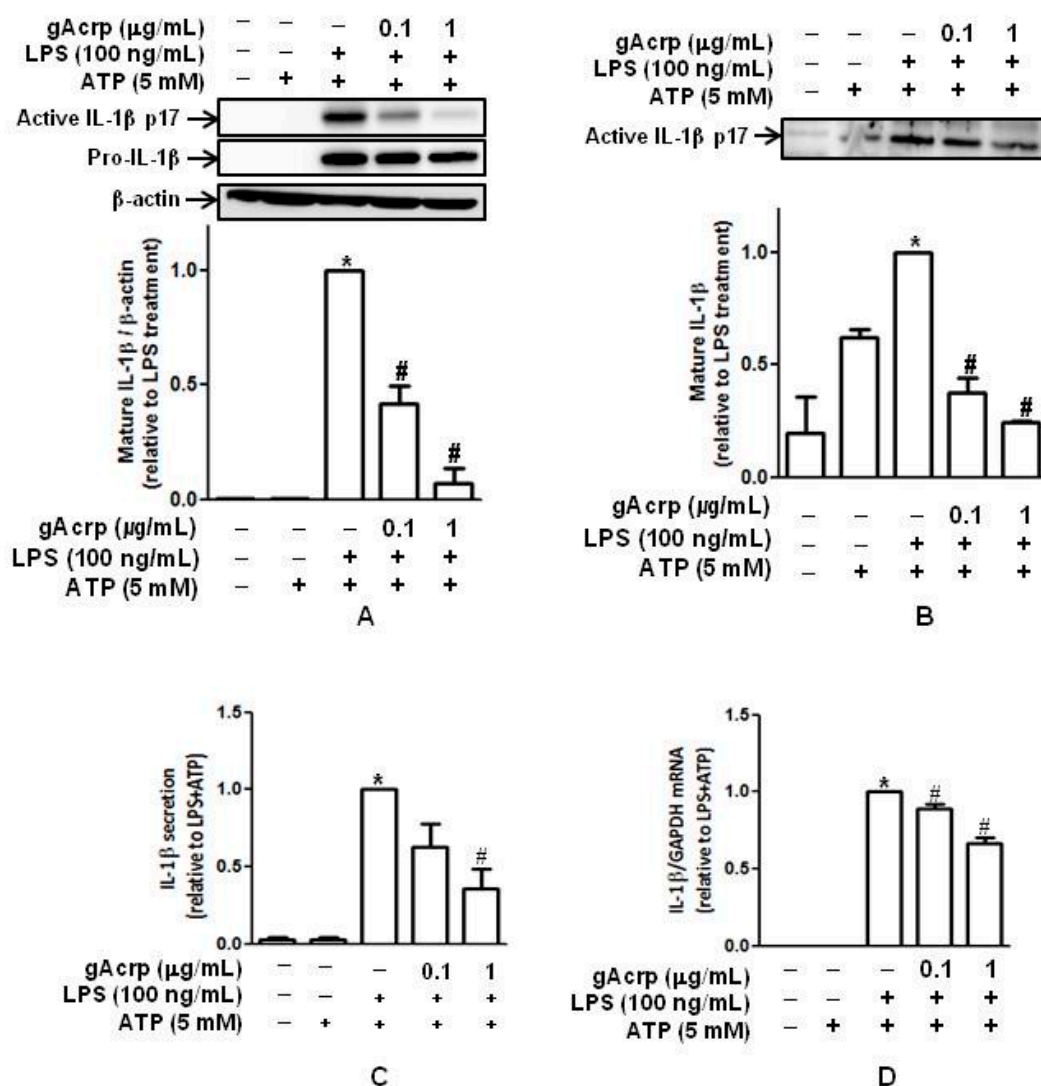 gAcrp (μg/mL) – – – 0.1 1
LPS (100 ng/mL) – – + + +
ATP (5 mM) – + + + +
Active IL-1β p17
Pro-IL-1β
β-actin
Mature IL-1β / β-actin
(relative to LPS treatment)
1.0
0.5
0.0
*
#
#
gAcrp (μg/mL) – – – 0.1 1
LPS (100 ng/mL) – – + + +
ATP (5 mM) – + + + +
A
gAcrp (μg/mL) – – – 0.1 1
LPS (100 ng/mL) – – + + +
ATP (5 mM) – + + + +
Active IL-1β p17
Mature IL-1β
(relative to LPS treatment)
1.0
0.5
0.0
*
#
#
gAcrp (μg/mL) – – – 0.1 1
LPS (100 ng/mL) – – + + +
ATP (5 mM) – + + + +
B
IL-1β secretion
(relative to LPS+ATP)
1.5
1.0
0.5
0.0
*
#
gAcrp (μg/mL) – – – 0.1 1
LPS (100 ng/mL) – – + + +
ATP (5 mM) – + + + +
C
IL-1β/GAPDH mRNA
(relative to LPS+ATP)
1.5
1.0
0.5
0.0
*
#
#
gAcrp (μg/mL) – – – 0.1 1
LPS (100 ng/mL) – – + + +
ATP (5 mM) – + + + +
D